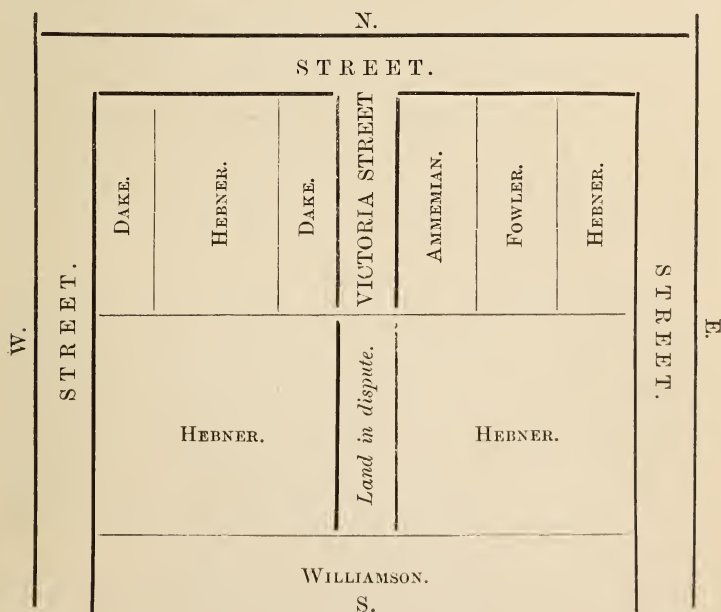 N.
STREET.
W.
STREET.
DAKE.
HEBNER.
DAKE.
VICTORIA STREET
AMMEMIAN.
FOWLER.
HEBNER.
STREET.
E.
HEBNER.
Land in dispute.
HEBNER.
WILLIAMSON.
S.